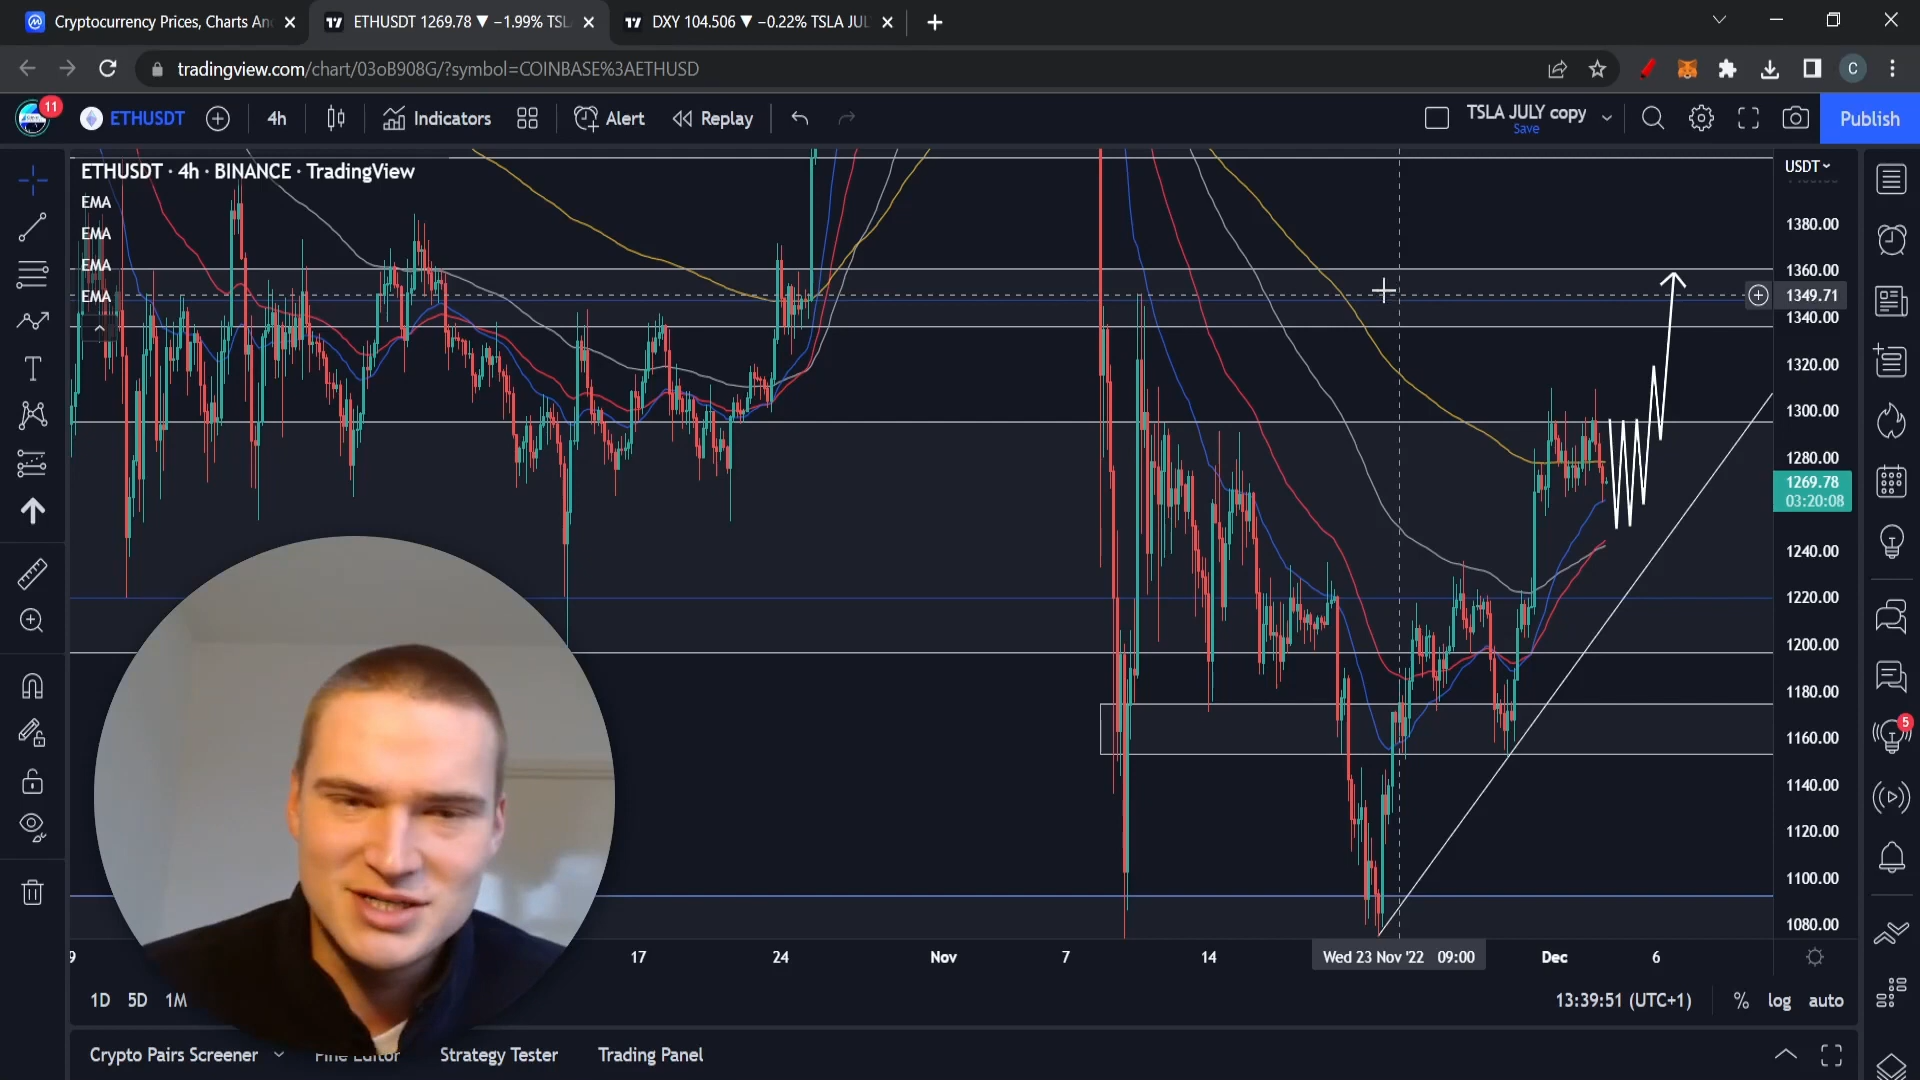 Cryptocurrency Prices, Charts An
ETHUSDT 1269.78 ▼ −1.99% TSL
DXY 104.506 ▼ −0.22% TSLA JUL
tradingview.com/chart/03oB908G/?symbol=COINBASE%3AETHUSD
C
11
ETHUSDT
4h
Indicators
Alert
Replay
TSLA JULY copy
Save
Publish
ETHUSDT · 4h · BINANCE · TradingView
EMA
EMA
EMA
EMA
USDT
1380.00
1360.00
1349.71
1340.00
1320.00
1300.00
1280.00
1269.78
03:20:08
1240.00
1220.00
1200.00
1180.00
1160.00
1140.00
1120.00
1100.00
1080.00
5
9
17
24
Nov
7
14
Wed 23 Nov '22 09:00
Dec
6
1D 5D 1M
13:39:51 (UTC+1)
% log auto
Crypto Pairs Screener
Pine Editor
Strategy Tester
Trading Panel